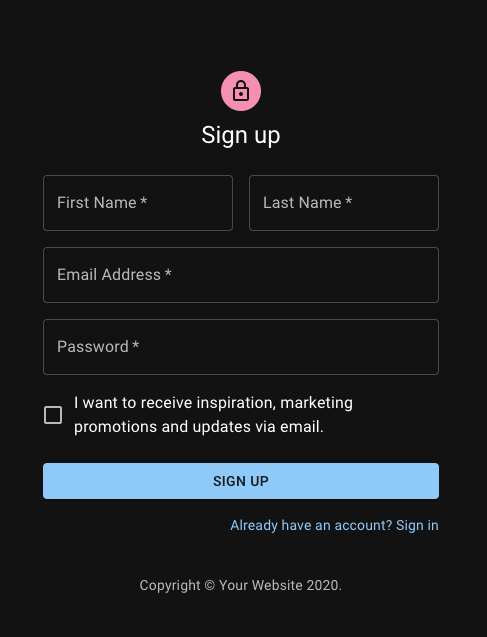 Sign up
First Name *
Last Name *
Email Address *
Password *
I want to receive inspiration, marketing
promotions and updates via email.
SIGN UP
Already have an account? Sign in
Copyright © Your Website 2020.